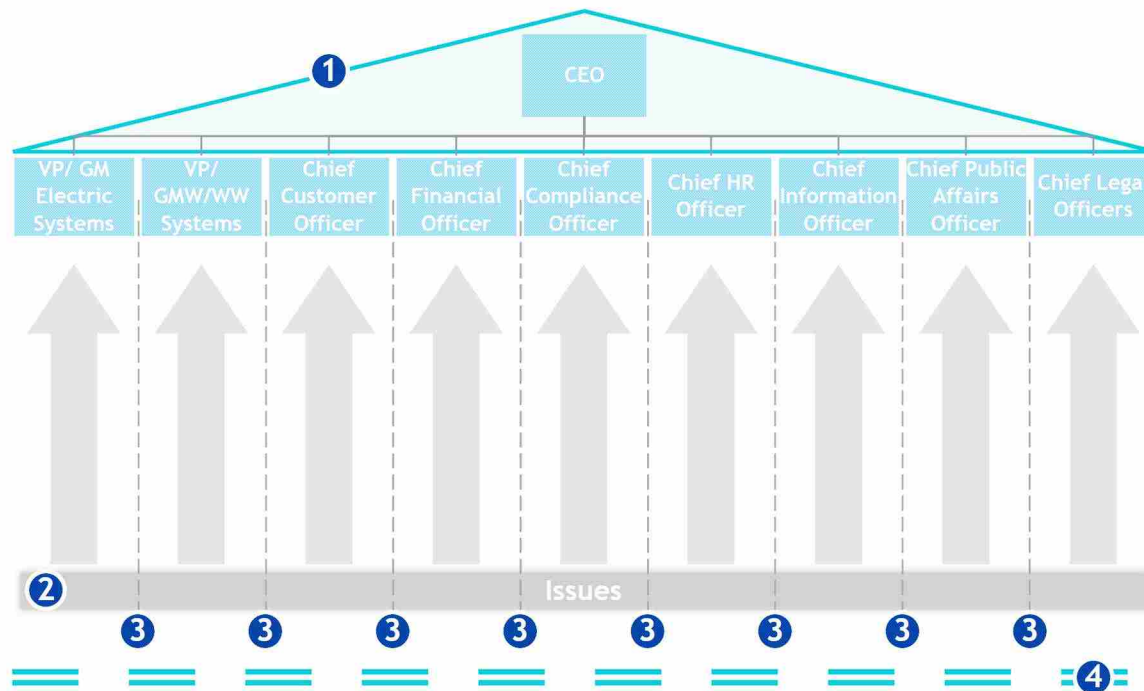 1
CEO
VP/ GM
Electric
Systems
VP/
GMW/WW
Systems
Chief
Customer
Officer
Chief
Financial
Officer
Chief
Compliance
Officer
Chief HR
Officer
Chief
Information
Officer
Chief Public
Affairs
Officer
Chief Legal
Officers
2
Issues
3 3 3 3 3 3 3 3
4